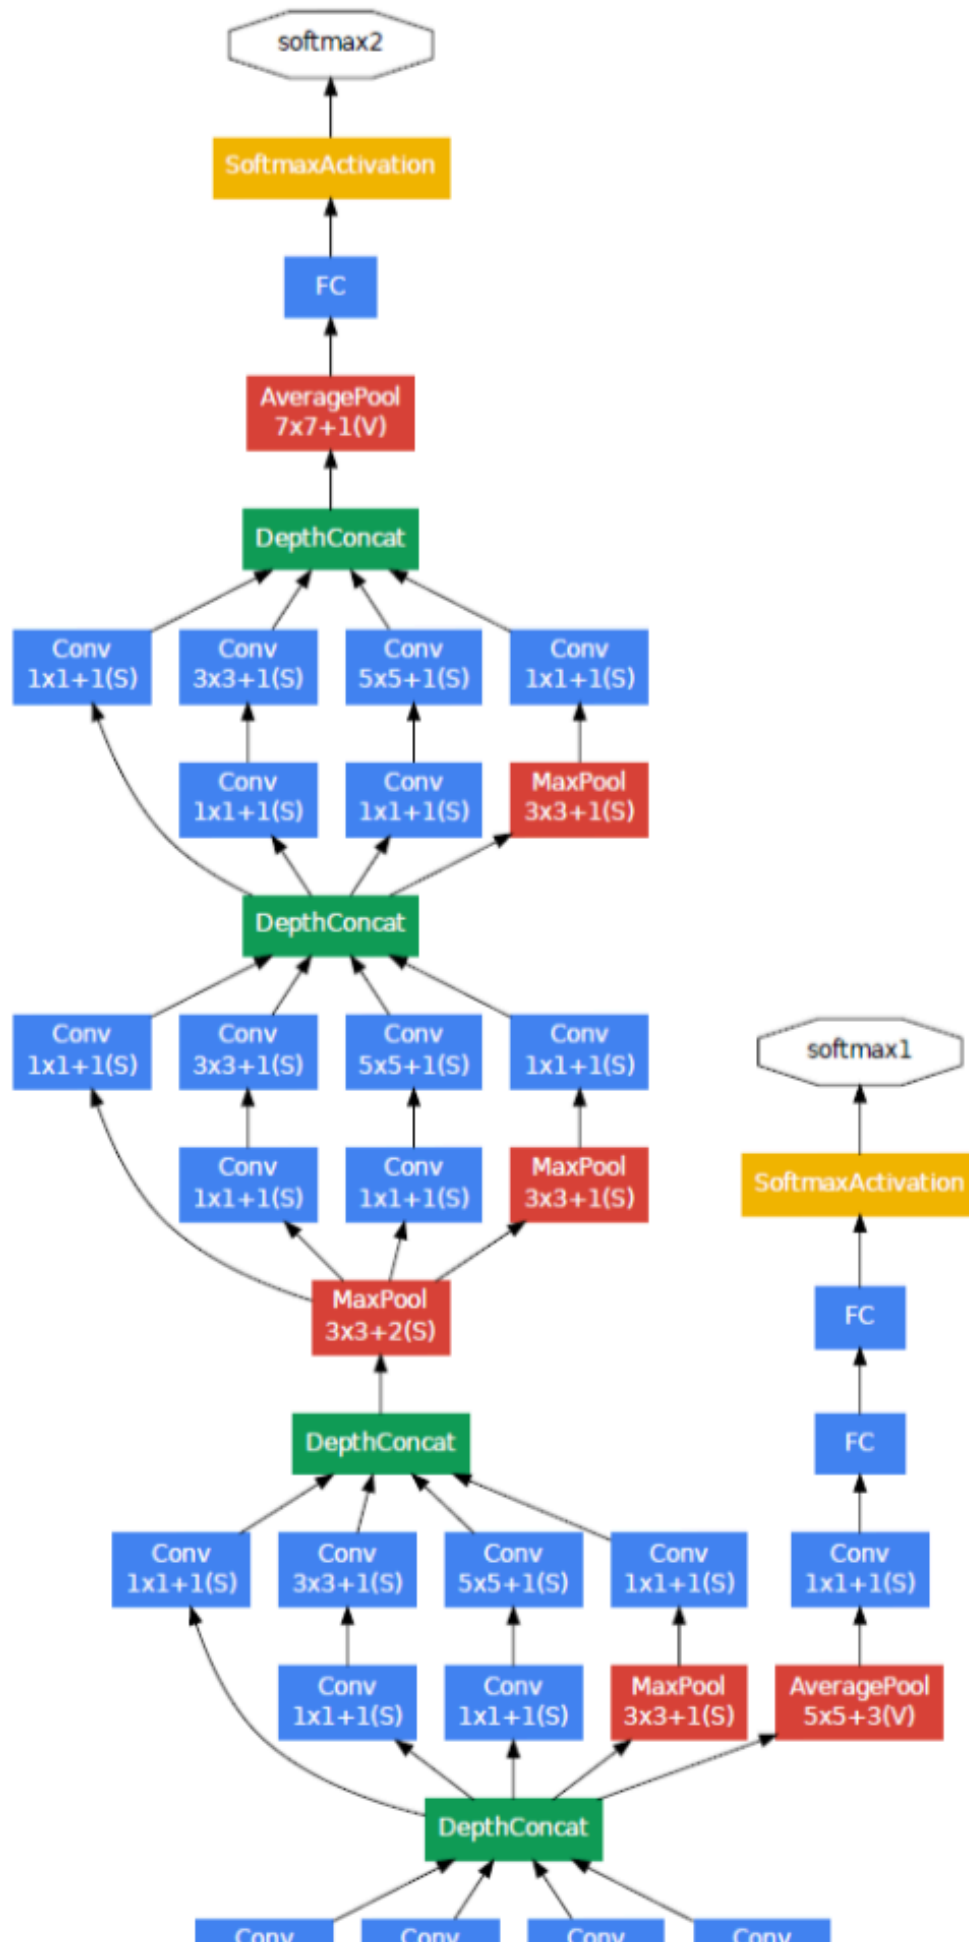 softmax2
SoftmaxActivation
FC
AveragePool
7x7+1(V)
DepthConcat
Conv Conv Conv Conv
1x1+1(S) 3x3+1(S) 5x5+1(S) 1x1+1(S)
Conv Conv MaxPool
1x1+1(S) 1x1+1(S) 3x3+1(S)
DepthConcat
Conv Conv Conv Conv
1x1+1(S) 3x3+1(S) 5x5+1(S) 1x1+1(S)
softmax1
Conv Conv MaxPool
1x1+1(S) 1x1+1(S) 3x3+1(S)
SoftmaxActivation
MaxPool
3x3+2(S)
FC
DepthConcat
FC
Conv Conv Conv Conv Conv
1x1+1(S) 3x3+1(S) 5x5+1(S) 1x1+1(S) 1x1+1(S)
Conv Conv MaxPool AveragePool
1x1+1(S) 1x1+1(S) 3x3+1(S) 5x5+3(V)
DepthConcat
Conv Conv Conv Conv